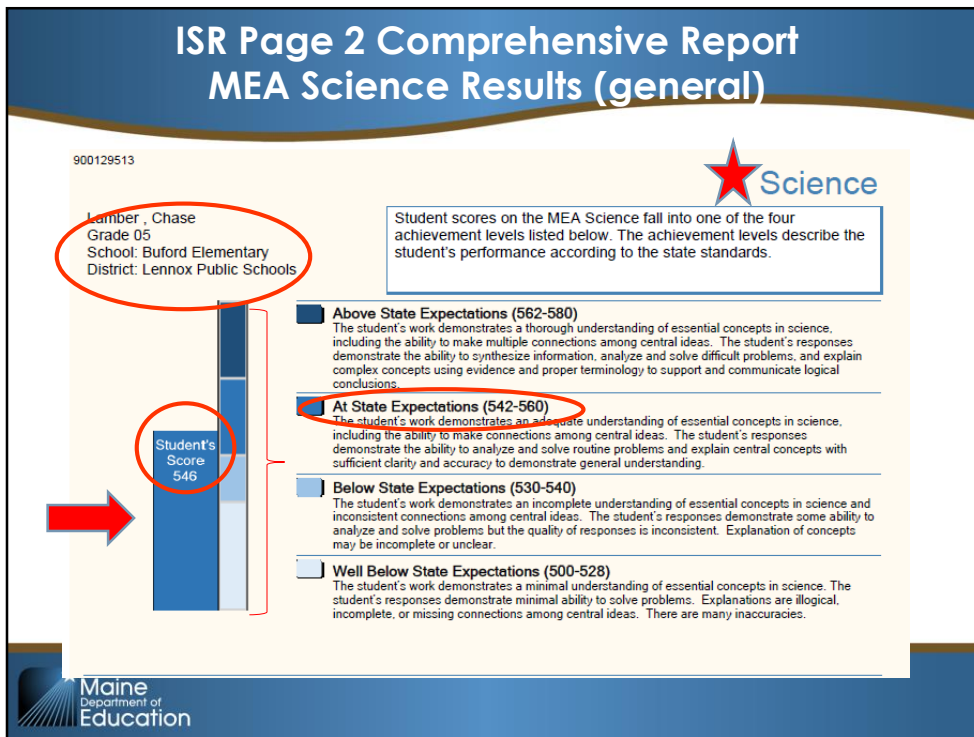 ISR Page 2 Comprehensive Report
MEA Science Results (general)
900129513
Science
Lamber , Chase
Grade 05
School: Buford Elementary
District: Lennox Public Schools
Student scores on the MEA Science fall into one of the four
achievement levels listed below. The achievement levels describe the
student's performance according to the state standards.
Above State Expectations (562-580)
The student's work demonstrates a thorough understanding of essential concepts in science,
including the ability to make multiple connections among central ideas. The student's responses
demonstrate the ability to synthesize information, analyze and solve difficult problems, and explain
complex concepts using evidence and proper terminology to support and communicate logical
conclusions.
At State Expectations (542-560)
The student's work demonstrates an adequate understanding of essential concepts in science,
including the ability to make connections among central ideas. The student's responses
demonstrate the ability to analyze and solve routine problems and explain central concepts with
sufficient clarity and accuracy to demonstrate general understanding.
Student's
Score
546
Below State Expectations (530-540)
The student's work demonstrates an incomplete understanding of essential concepts in science and
inconsistent connections among central ideas. The student's responses demonstrate some ability to
analyze and solve problems but the quality of responses is inconsistent. Explanation of concepts
may be incomplete or unclear.
Well Below State Expectations (500-528)
The student's work demonstrates a minimal understanding of essential concepts in science. The
student's responses demonstrate minimal ability to solve problems. Explanations are illogical,
incomplete, or missing connections among central ideas. There are many inaccuracies.
Maine
Department of
Education